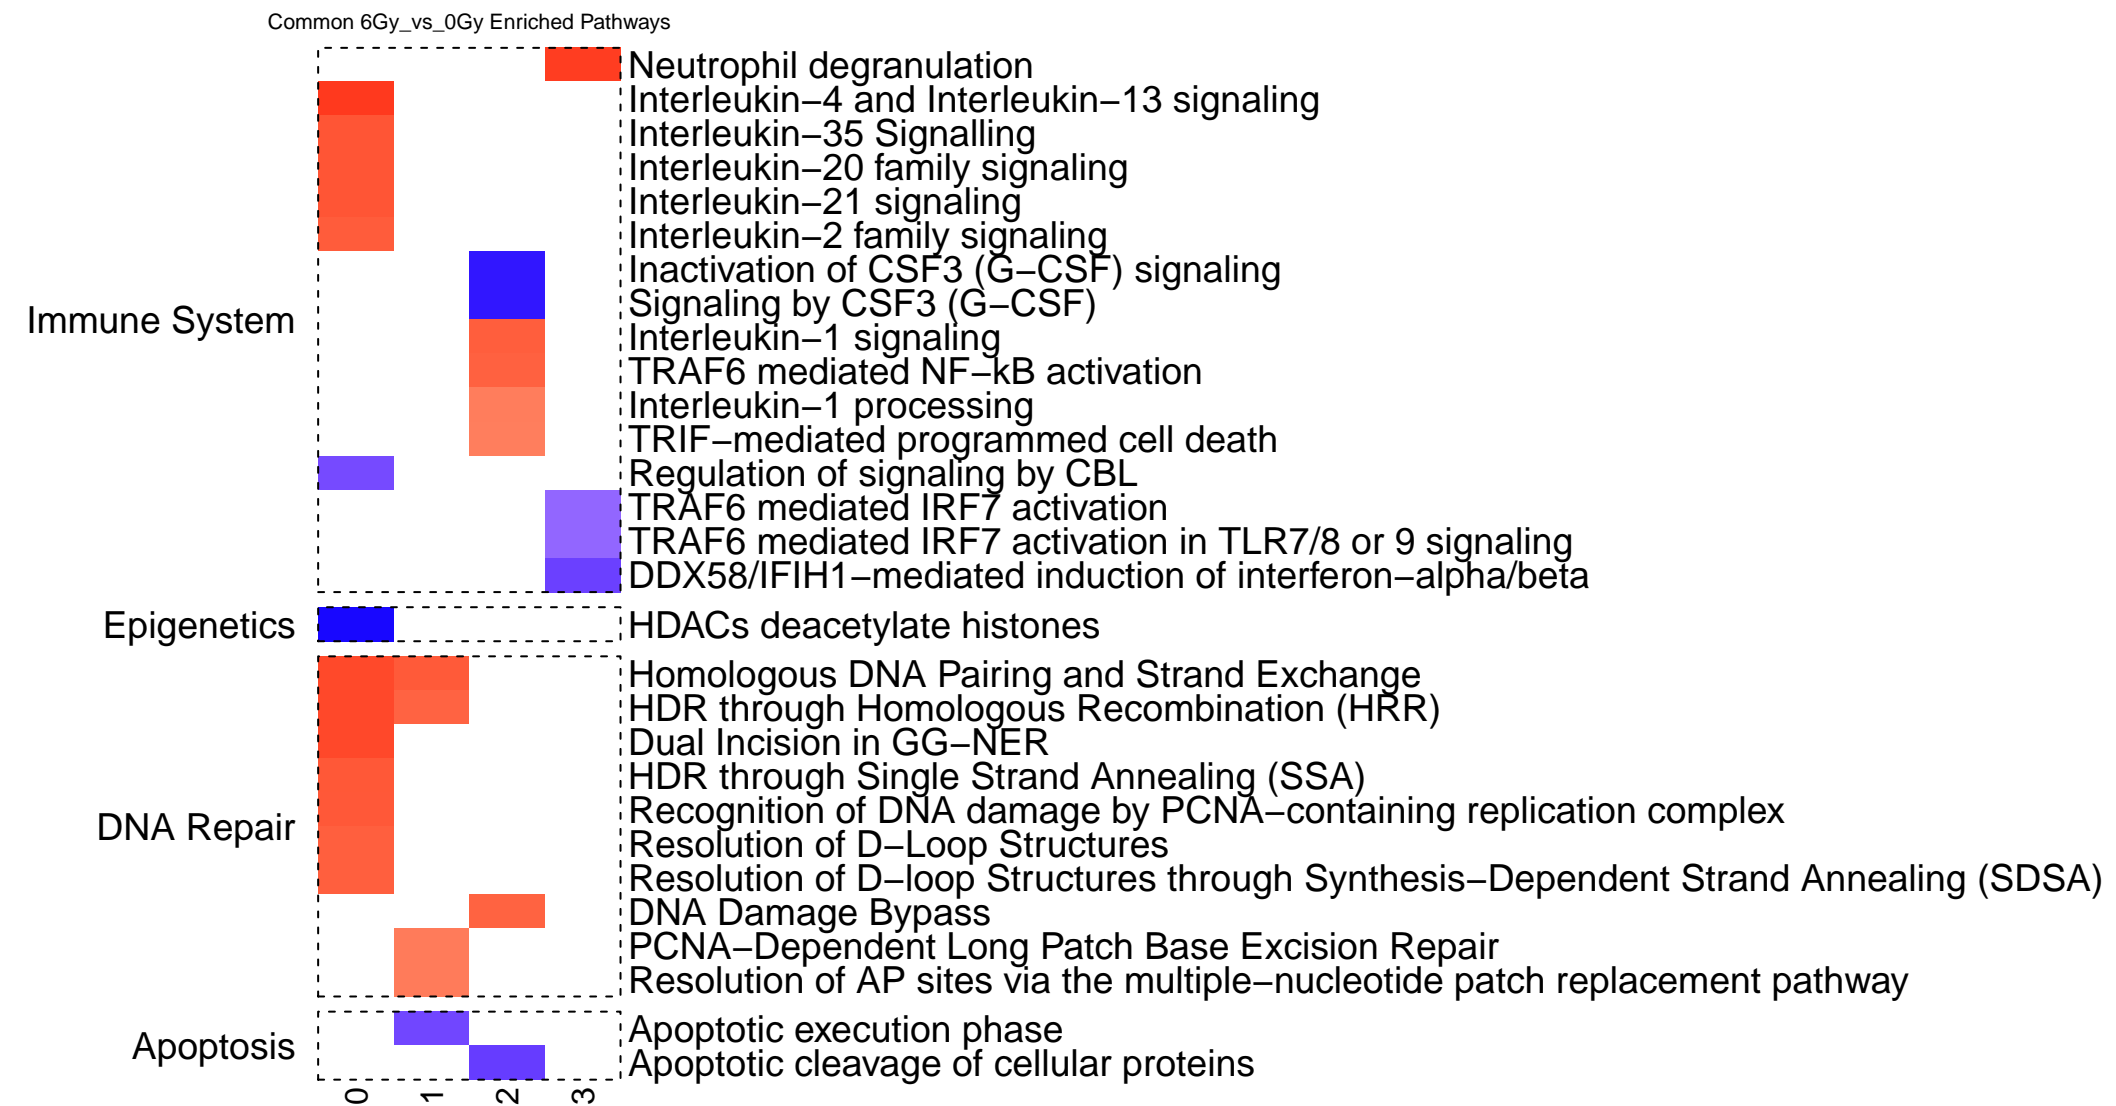 Common 6Gy_vs_0Gy Enriched Pathways
Immune System
Neutrophil degranulation
Interleukin−4 and Interleukin−13 signaling
Interleukin−35 Signalling
Interleukin−20 family signaling
Interleukin−21 signaling
Interleukin−2 family signaling
Inactivation of CSF3 (G−CSF) signaling
Signaling by CSF3 (G−CSF)
Interleukin−1 signaling
TRAF6 mediated NF−kB activation
Interleukin−1 processing
TRIF−mediated programmed cell death
Regulation of signaling by CBL
TRAF6 mediated IRF7 activation
TRAF6 mediated IRF7 activation in TLR7/8 or 9 signaling
DDX58/IFIH1−mediated induction of interferon−alpha/beta
Epigenetics
HDACs deacetylate histones
DNA Repair
Homologous DNA Pairing and Strand Exchange
HDR through Homologous Recombination (HRR)
Dual Incision in GG−NER
HDR through Single Strand Annealing (SSA)
Recognition of DNA damage by PCNA−containing replication complex
Resolution of D−Loop Structures
Resolution of D−loop Structures through Synthesis−Dependent Strand Annealing (SDSA)
DNA Damage Bypass
PCNA−Dependent Long Patch Base Excision Repair
Resolution of AP sites via the multiple−nucleotide patch replacement pathway
Apoptosis
Apoptotic execution phase
Apoptotic cleavage of cellular proteins
0
1
2
3